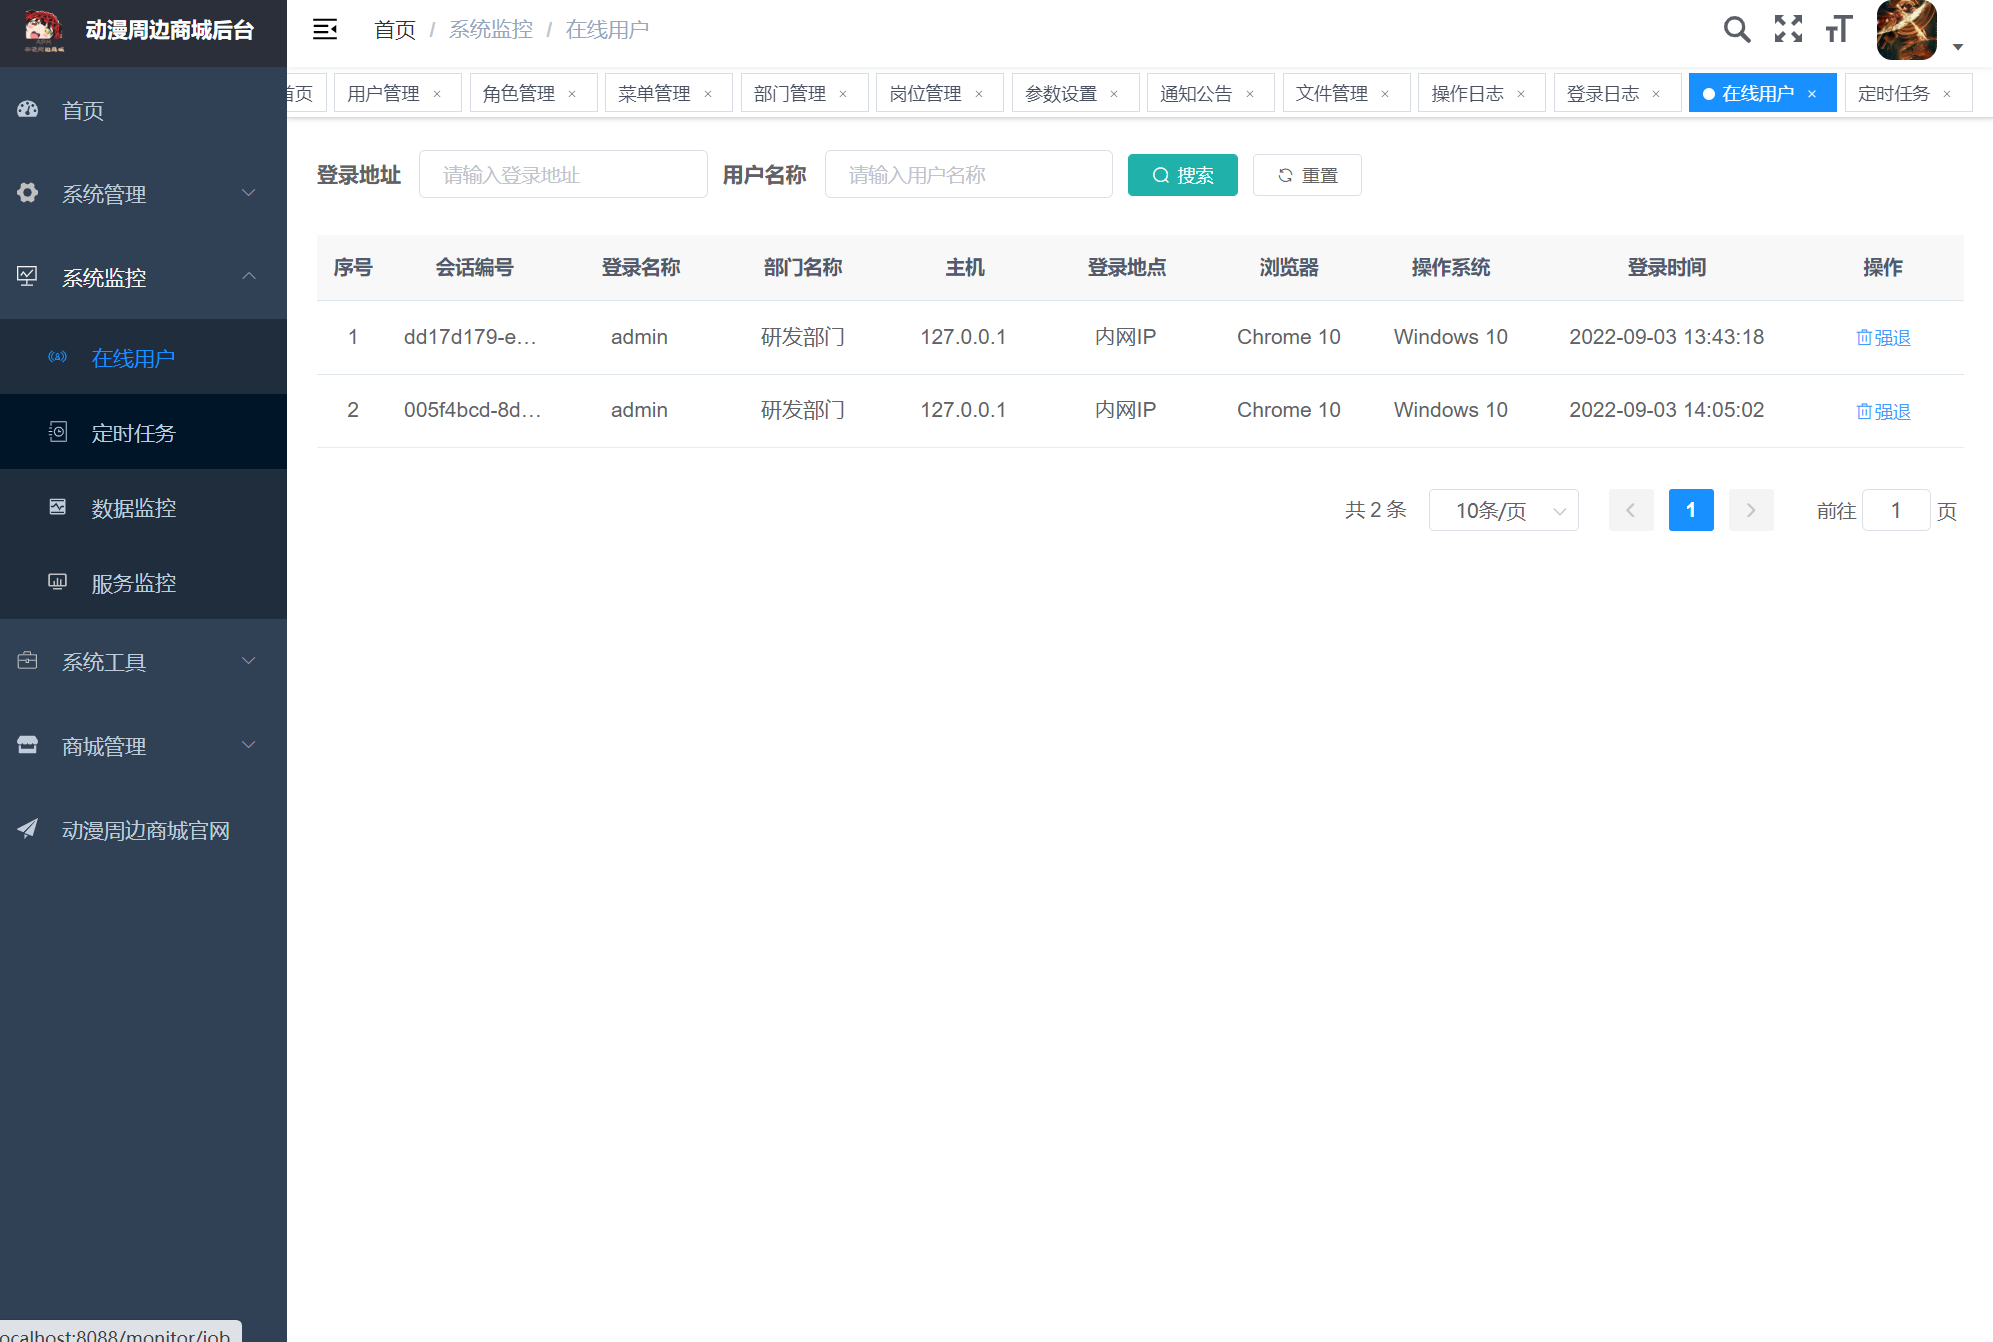 动漫周边商城后台
首页 / 系统监控 / 在线用户
首页
系统管理
系统监控
在线用户
定时任务
数据监控
服务监控
系统工具
商城管理
动漫周边商城官网
首页 用户管理 × 角色管理 × 菜单管理 × 部门管理 × 岗位管理 × 参数设置 × 通知公告 × 文件管理 × 操作日志 × 登录日志 × 在线用户 × 定时任务 ×
登录地址 请输入登录地址 用户名称 请输入用户名称 搜索 重置
序号 会话编号 登录名称 部门名称 主机 登录地点 浏览器 操作系统 登录时间 操作
1 dd17d179-e... admin 研发部门 127.0.0.1 内网IP Chrome 10 Windows 10 2022-09-03 13:43:18 强退
2 005f4bcd-8d... admin 研发部门 127.0.0.1 内网IP Chrome 10 Windows 10 2022-09-03 14:05:02 强退
共 2 条 10条/页 1 前往 1 页
ocalhost:8088/monitor/job